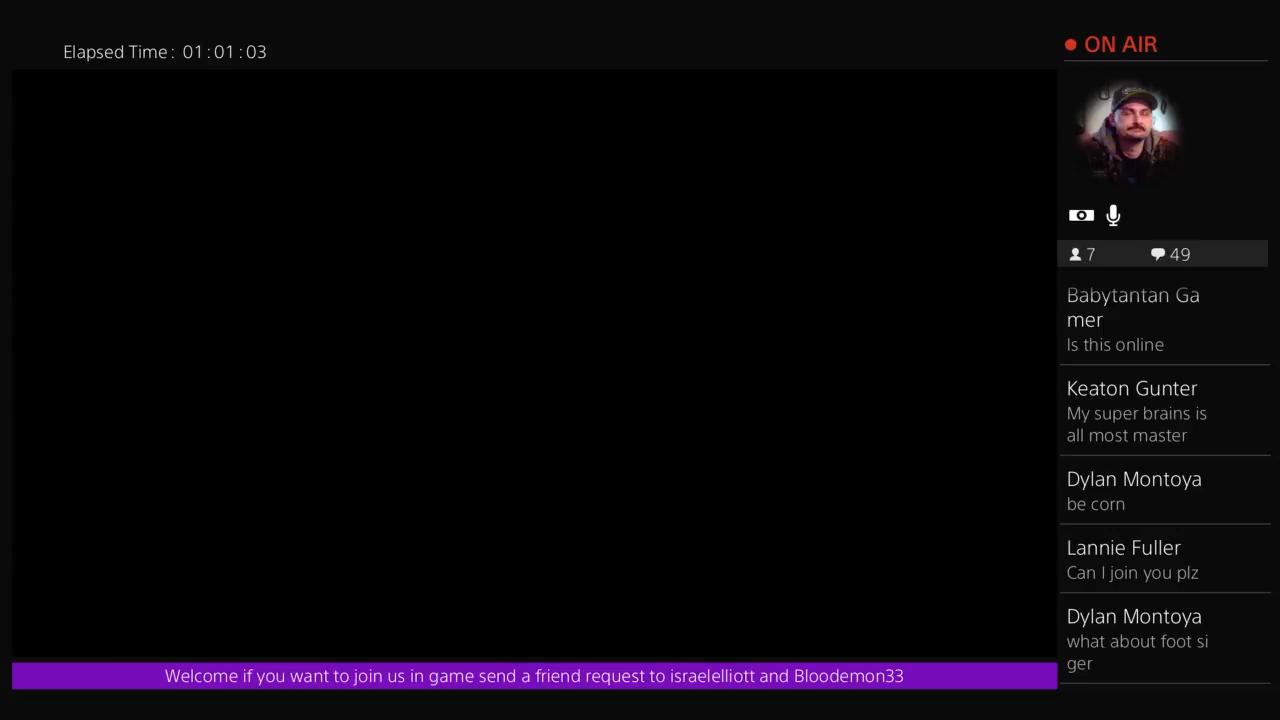 Elapsed Time: 01:01:03
ON AIR
7 49
Babytantan Ga
mer
Is this online
Keaton Gunter
My super brains is
all most master
Dylan Montoya
be corn
Lannie Fuller
Can I join you plz
Dylan Montoya
what about foot si
ger
Welcome if you want to join us in game send a friend request to israelelliott and Bloodemon33